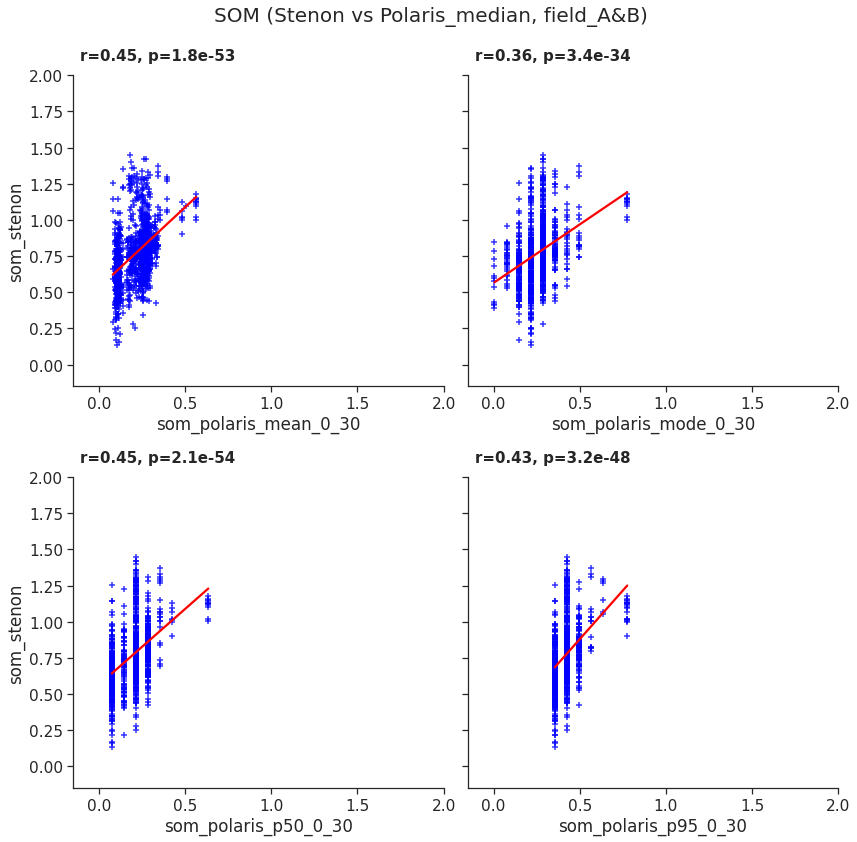 SOM (Stenon vs Polaris_median, field_A&B)
r=0.45, p=1.8e-53
r=0.36, p=3.4e-34
2.00
1.75
1.50
1.25
1.00
0.75
0.50
0.25
0.00
som_stenon
0.0 0.5 1.0 1.5 2.0
0.0 0.5 1.0 1.5 2.0
som_polaris_mean_0_30
som_polaris_mode_0_30
r=0.45, p=2.1e-54
r=0.43, p=3.2e-48
2.00
1.75
1.50
1.25
1.00
0.75
0.50
0.25
0.00
som_stenon
0.0 0.5 1.0 1.5 2.0
0.0 0.5 1.0 1.5 2.0
som_polaris_p50_0_30
som_polaris_p95_0_30